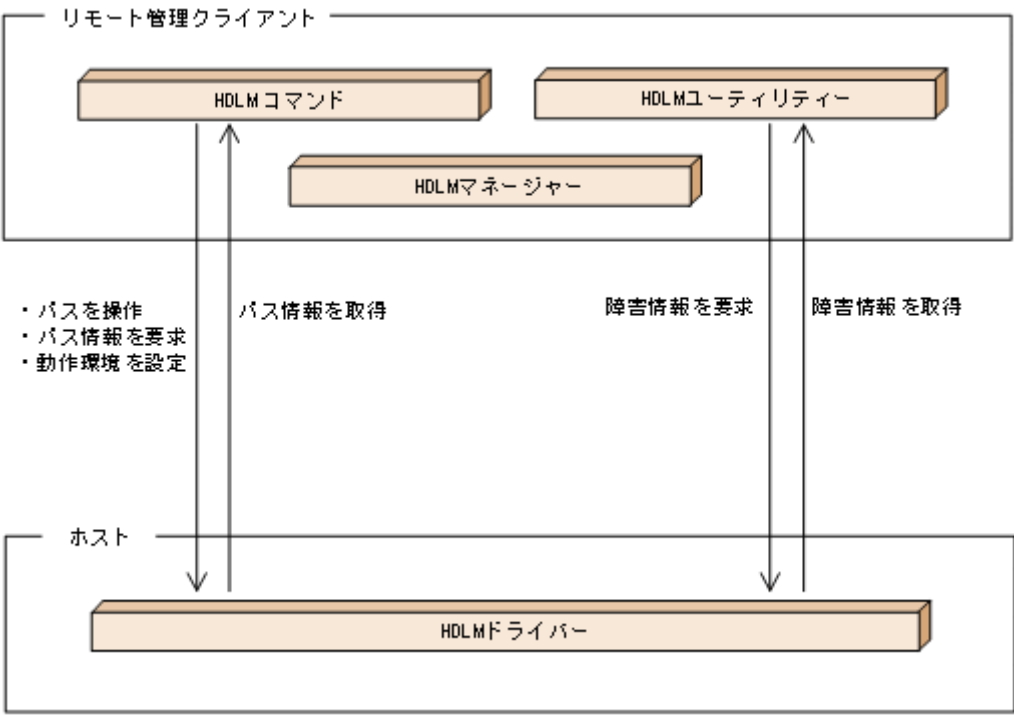 リモート管理クライアント
HDLMコマンド
HDLMユーティリティー
HDLMマネージャー
・パスを操作
・パス情報を要求
・動作環境を設定
パス情報を取得
障害情報を要求
障害情報を取得
ホスト
HDLMドライバー